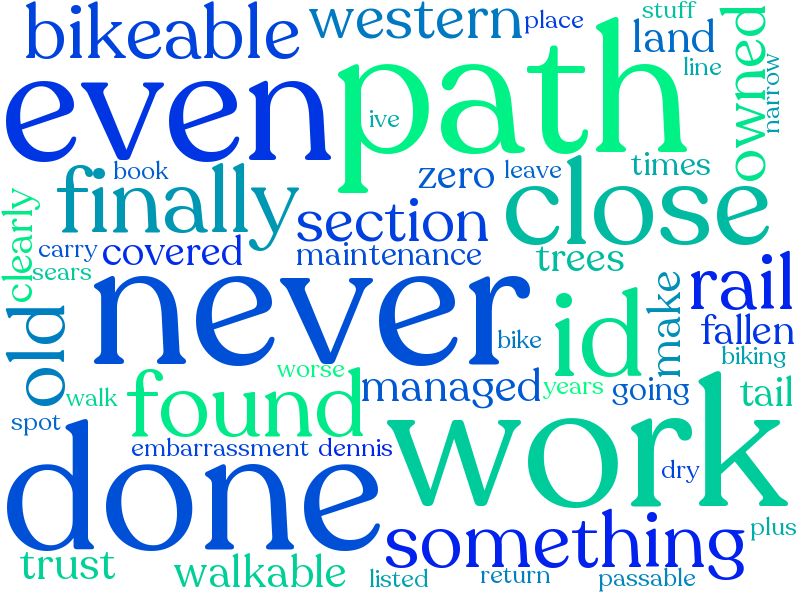 bikeable
western
place
stuff
land
line
owned
narrow
even
path
ive
book
finally
zero
leave
times
close
section
clearly
carry
covered
maintenance
trees
sears
never
rail
old
id
make
fallen
bike
biking
worse
walk
found
managed
years
going
tail
spot
embarrassment
dennis
done
work
dry
something
plus
trust
walkable
listed
return
passable